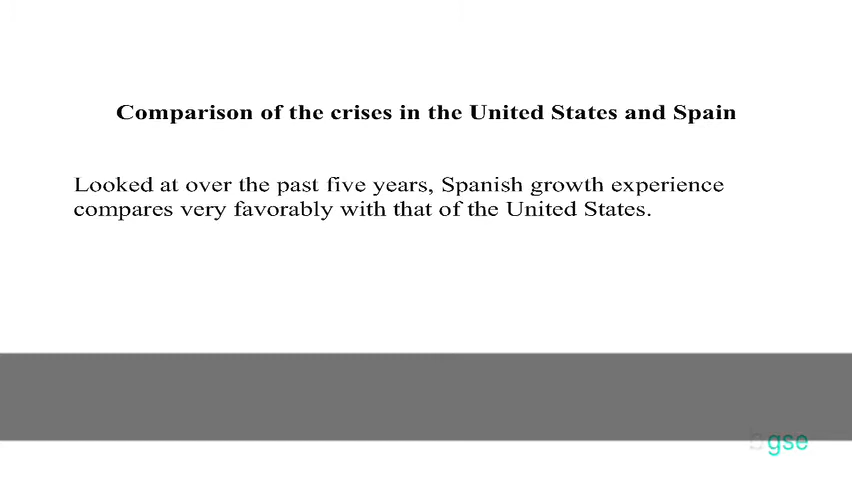 Comparison of the crises in the United States and Spain
Looked at over the past five years, Spanish growth experience
compares very favorably with that of the United States.
bgse